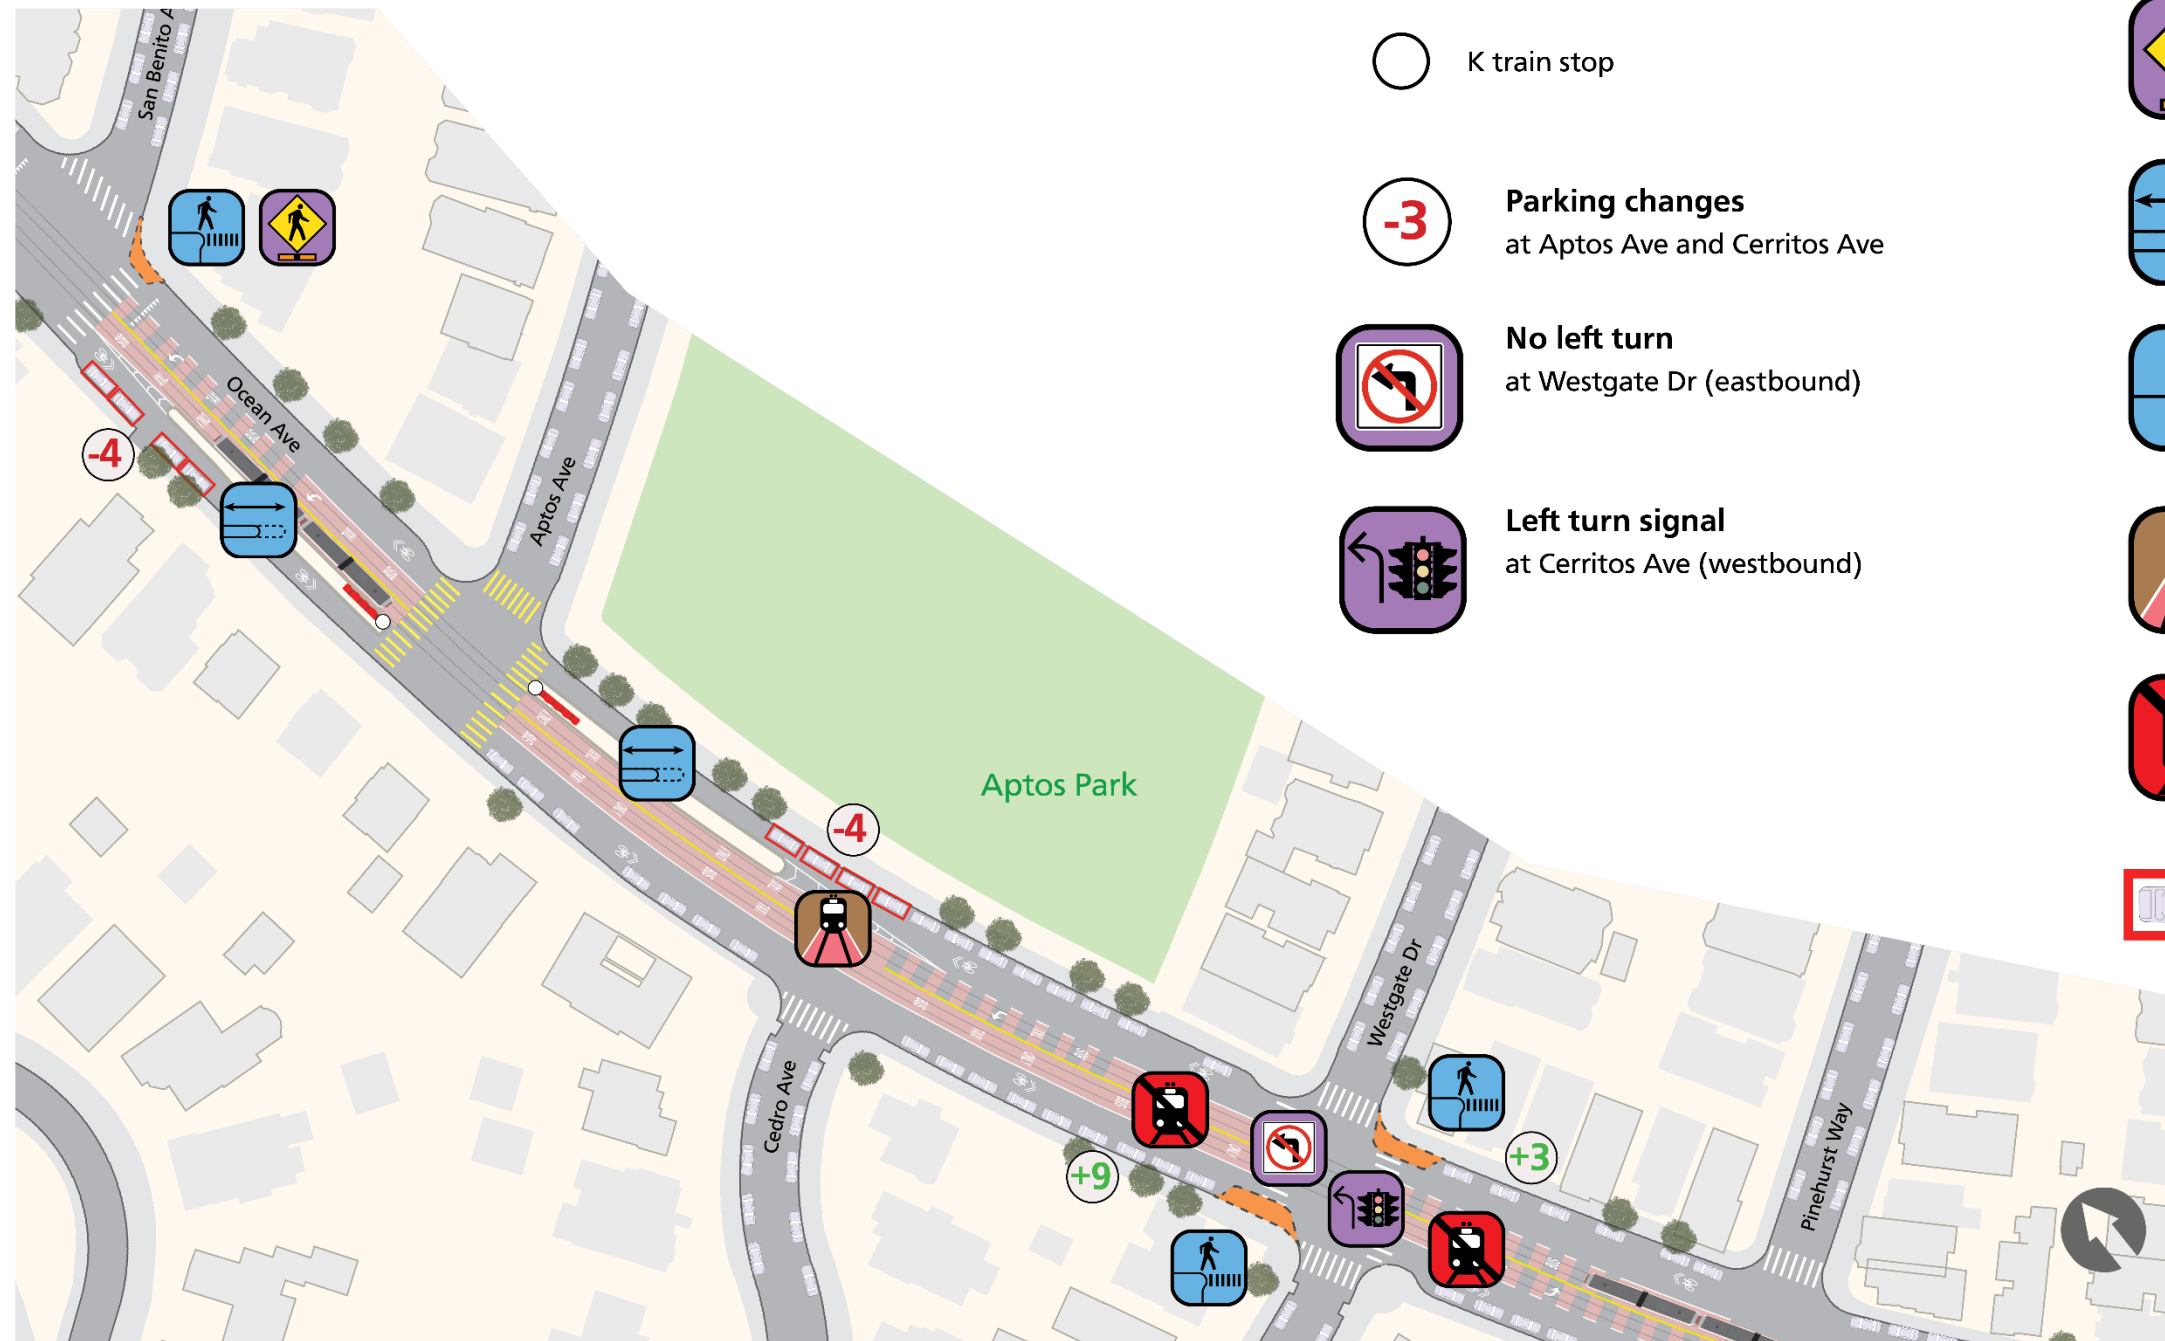 San Benito A
K train stop
-3
Parking changes
at Aptos Ave and Cerritos Ave
No left turn
at Westgate Dr (eastbound)
Ocean Ave
-4
Aptos Ave
Left turn signal
at Cerritos Ave (westbound)
Aptos Park
-4
Westgate Dr
Cedro Ave
+9
+3
Pinehurst Way